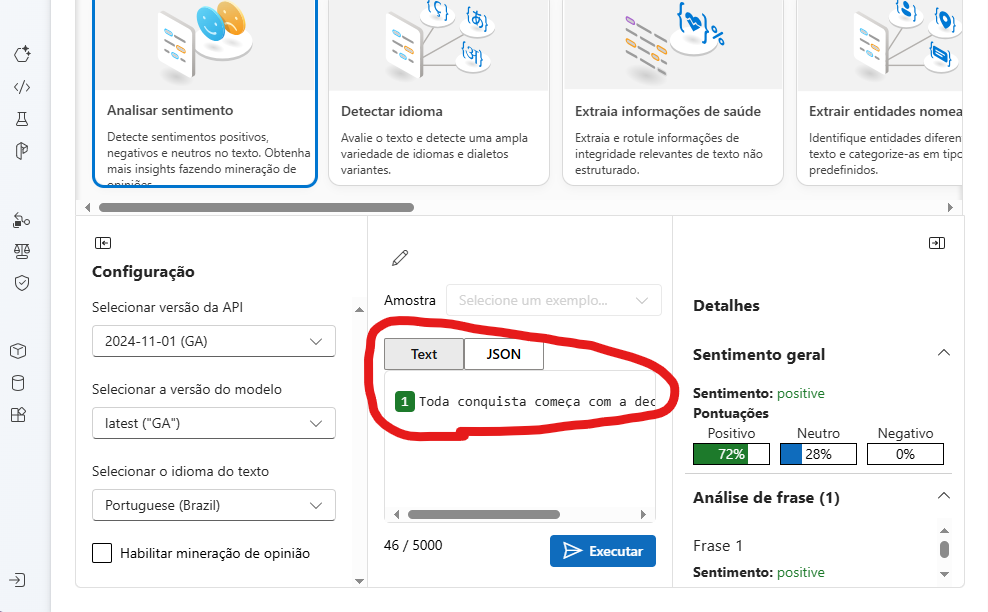 Analisar sentimento
Detecte sentimentos positivos,
negativos e neutros no texto. Obtenha
mais insights fazendo mineração de
opiniões.
Detectar idioma
Avalie o texto e detecte uma ampla
variedade de idiomas e dialetos
variantes.
Extraia informações de saúde
Extraia e rotule informações de
integridade relevantes de texto não
estruturado.
Extrair entidades nomea
Identifique entidades diferen
texto e categorize-as em tipo
predefinidos.
Configuração
Selecionar versão da API
2024-11-01 (GA)
Selecionar a versão do modelo
latest ("GA")
Selecionar o idioma do texto
Portuguese (Brazil)
Habilitar mineração de opinião
Amostra
Selecione um exemplo...
Text
JSON
1 Toda conquista começa com a dec
46 / 5000
Executar
Detalhes
Sentimento geral
Sentimento: positive
Pontuações
Positivo Neutro Negativo
72% 28% 0%
Análise de frase (1)
Frase 1
Sentimento: positive